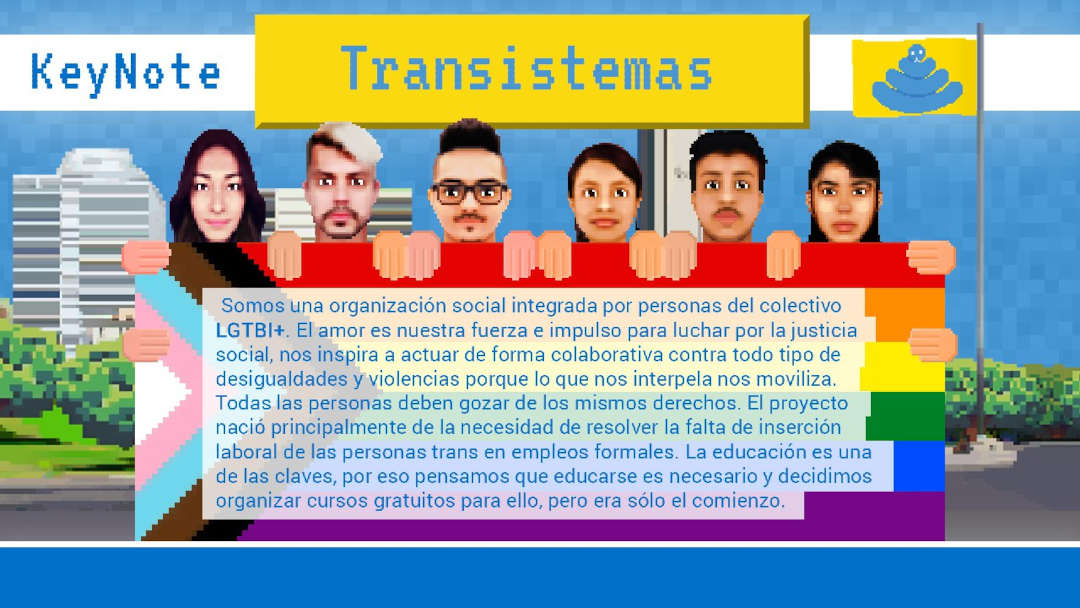 KeyNote
Transistemas
Somos una organización social integrada por personas del colectivo
LGTBI+. El amor es nuestra fuerza e impulso para luchar por la justicia
social, nos inspira a actuar de forma colaborativa contra todo tipo de
desigualdades y violencias porque lo que nos interpela nos moviliza.
Todas las personas deben gozar de los mismos derechos. El proyecto
nació principalmente de la necesidad de resolver la falta de inserción
laboral de las personas trans en empleos formales. La educación es una
de las claves, por eso pensamos que educarse es necesario y decidimos
organizar cursos gratuitos para ello, pero era sólo el comienzo.